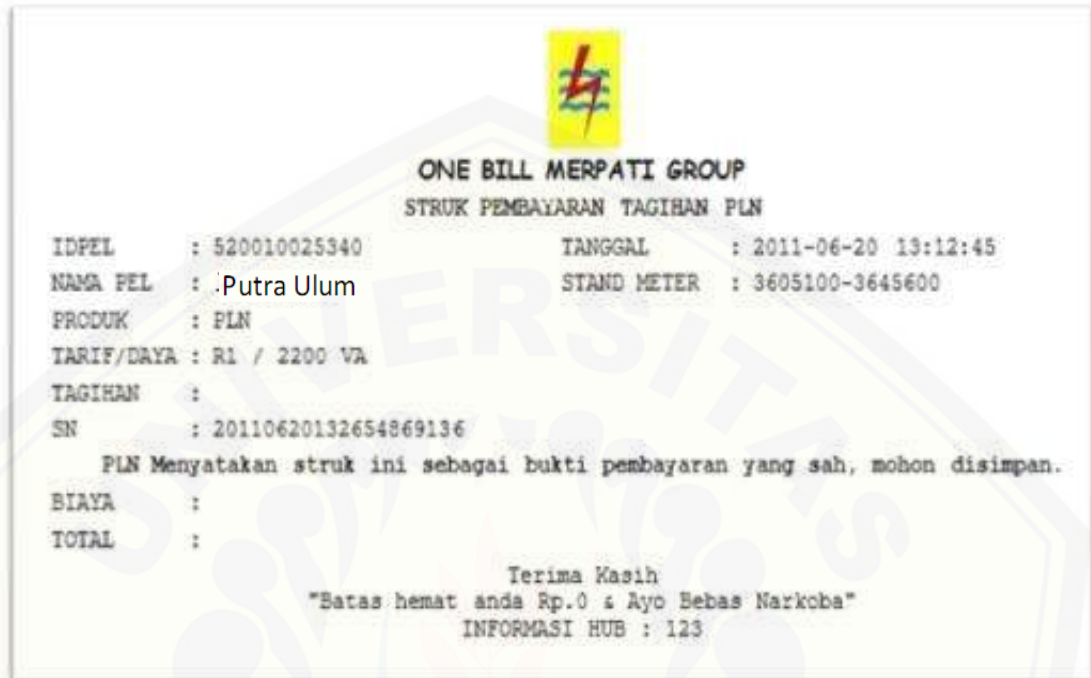 ONE BILL MERPATI GROUP
STRUK PEMBAYARAN TAGIHAN PLN
IDPEL : 520010025340 TANGGAL : 2011-06-20 13:12:45
NAMA PEL : Putra Ulum STAND METER : 3605100-3645600
PRODUK : PLN
TARIF/DAYA : R1 / 2200 VA
TAGIHAN :
SN : 20110620132654869136
PLN Menyatakan struk ini sebagai bukti pembayaran yang sah, mohon disimpan.
BIAYA :
TOTAL :
Terima Kasih
"Batas hemat anda Rp.0 & Ayo Bebas Narkoba"
INFORMASI HUB : 123
UNIVERSITAS